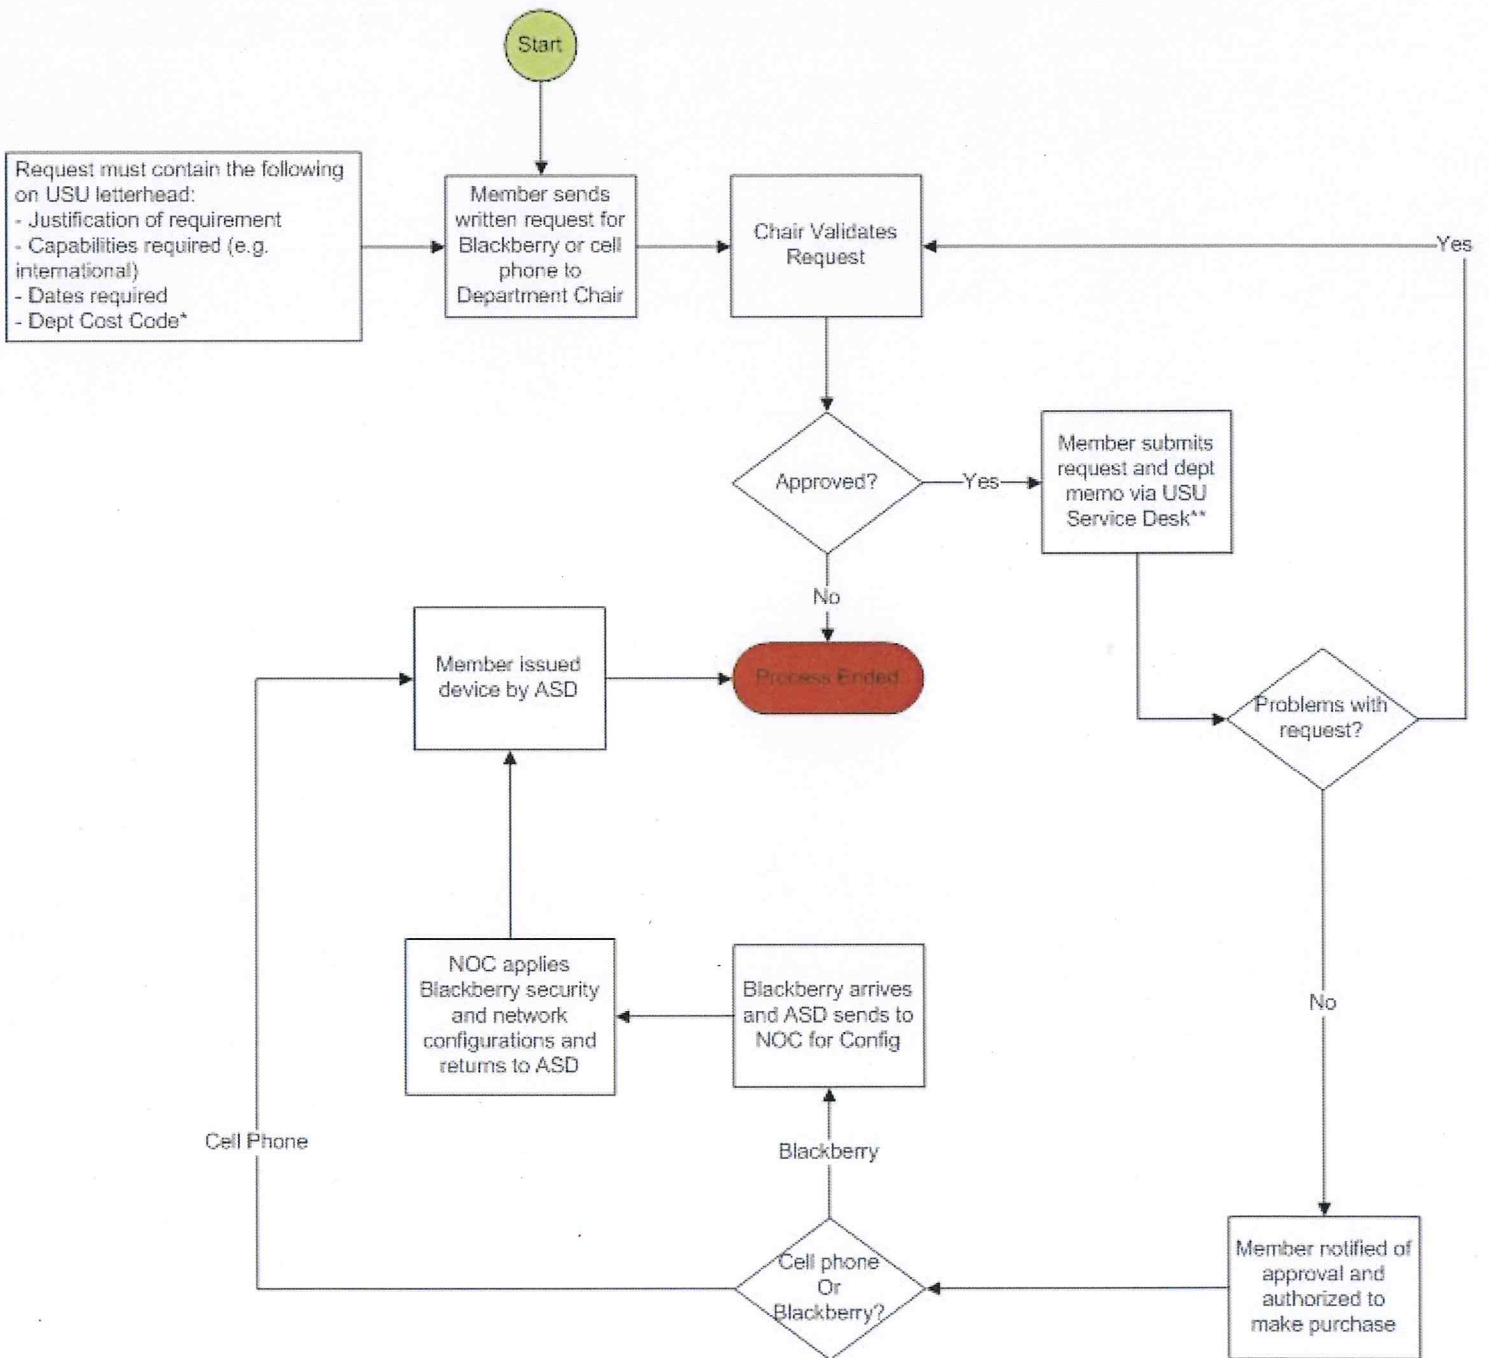 Start
Request must contain the following
on USU letterhead:
- Justification of requirement
- Capabilities required (e.g.
international)
- Dates required
- Dept Cost Code*
Member sends
written request for
Blackberry or cell
phone to
Department Chair
Chair Validates
Request
Yes
Approved?
Yes
Member submits
request and dept
memo via USU
Service Desk**
No
Member issued
device by ASD
Process Ended
Problems with
request?
NOC applies
Blackberry security
and network
configurations and
returns to ASD
Blackberry arrives
and ASD sends to
NOC for Config
No
Cell Phone
Blackberry
Cell phone
Or
Blackberry?
Member notified of
approval and
authorized to
make purchase